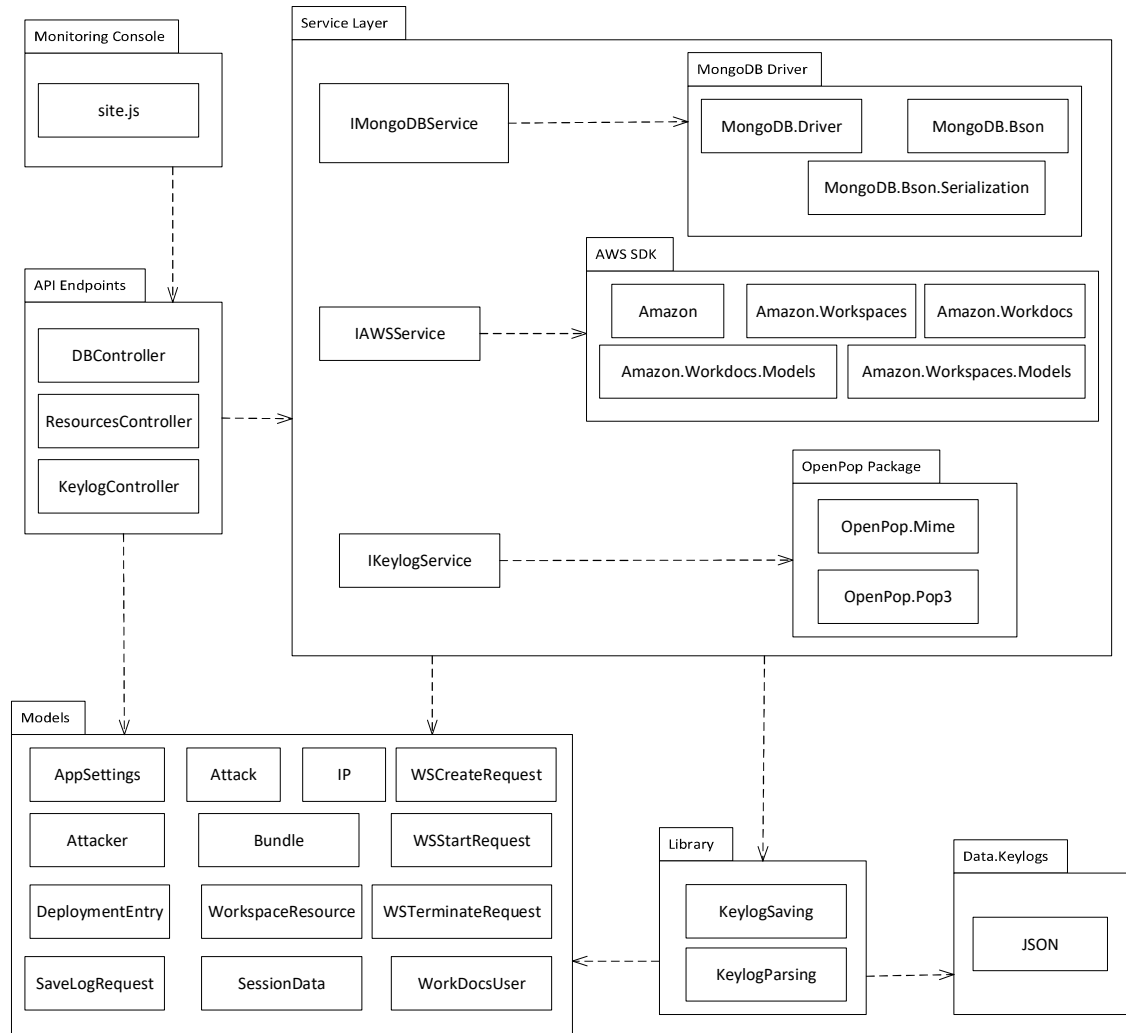 Monitoring Console
site.js
Service Layer
IMongoDBService
MongoDB Driver
MongoDB.Driver
MongoDB.Bson
MongoDB.Bson.Serialization
API Endpoints
DBController
ResourcesController
KeylogController
IAWSService
AWS SDK
Amazon
Amazon.Workspaces
Amazon.Workdocs
Amazon.Workdocs.Models
Amazon.Workspaces.Models
IKeylogService
OpenPop Package
OpenPop.Mime
OpenPop.Pop3
Models
AppSettings
Attack
IP
WSCreateRequest
Attacker
Bundle
WSStartRequest
DeploymentEntry
WorkspaceResource
WSTerminateRequest
SaveLogRequest
SessionData
WorkDocsUser
Library
KeylogSaving
KeylogParsing
Data.Keylogs
JSON